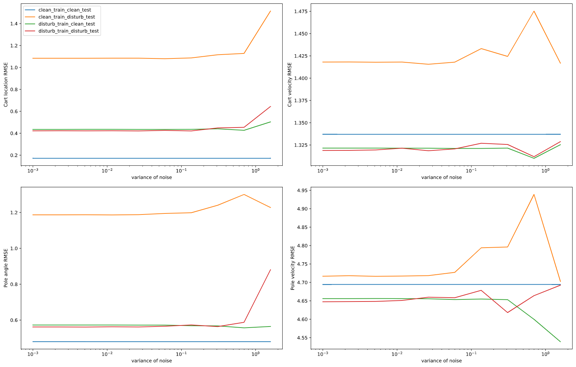 clean_train_clean_test
clean_train_disturb_test
disturb_train_clean_test
disturb_train_disturb_test
Cart location RMSE
1.4
1.2
1.0
0.8
0.6
0.4
0.2
10⁻³ 10⁻² 10⁻¹ 10⁰
variance of noise
Cart velocity RMSE
1.475
1.450
1.425
1.400
1.375
1.350
1.325
10⁻³ 10⁻² 10⁻¹ 10⁰
variance of noise
Pole angle RMSE
1.2
1.0
0.8
0.6
10⁻³ 10⁻² 10⁻¹ 10⁰
variance of noise
Pole velocity RMSE
4.95
4.90
4.85
4.80
4.75
4.70
4.65
4.60
4.55
10⁻³ 10⁻² 10⁻¹ 10⁰
variance of noise